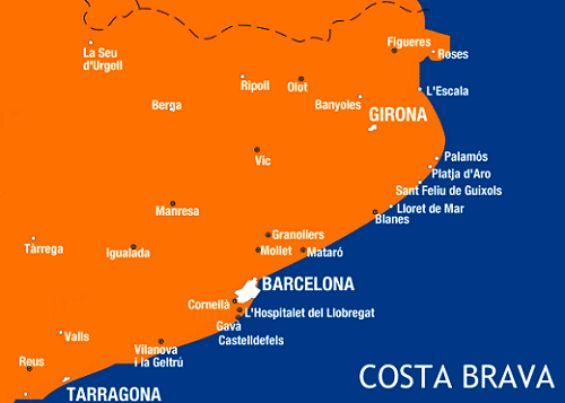 Figueres
La Seu
d'Urgell
Roses
Ripoll
Olot
L'Escala
Berga
Banyoles
GIRONA
Palamós
Vic
Platja d'Aro
Sant Feliu de Guixols
Manresa
Lloret de Mar
Blanes
Granollers
Tàrrega
Igualada
Mollet
Mataró
BARCELONA
Cornellà
L'Hospitalet del Llobregat
Gavà
Castelldefels
Valls
Vilanova
i la Geltrú
Reus
COSTA BRAVA
TARRAGONA